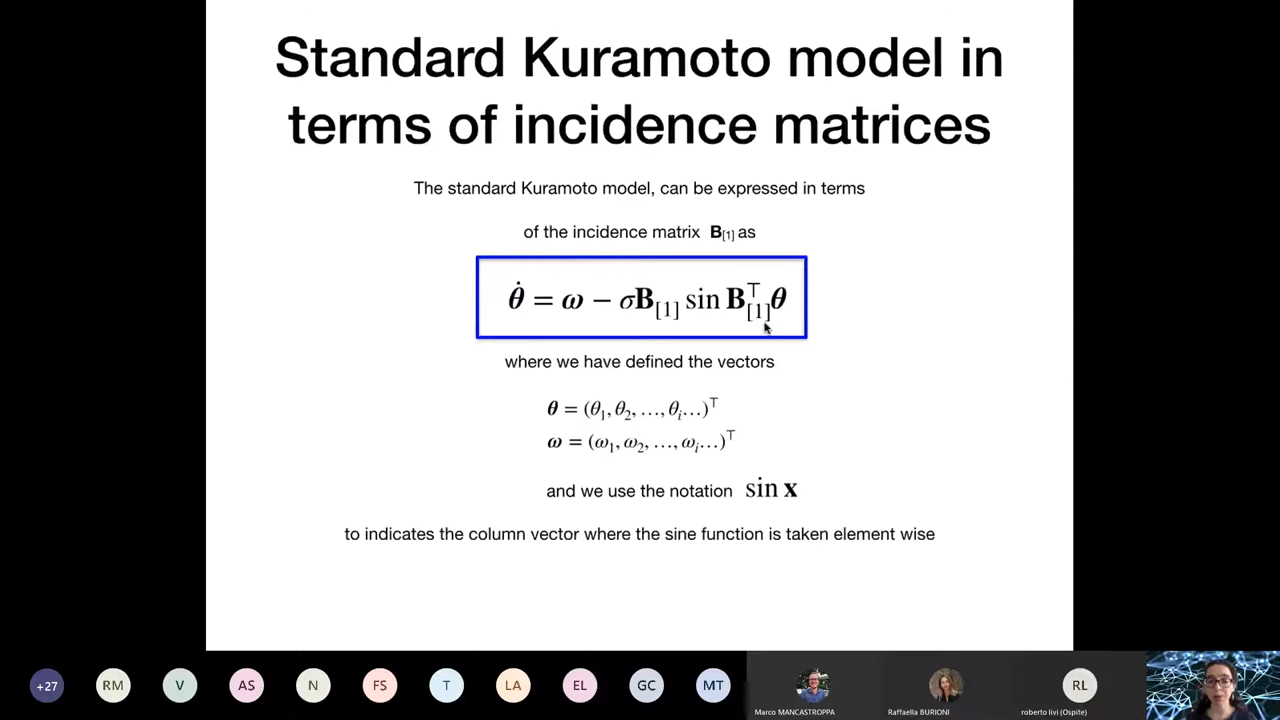 Standard Kuramoto model in
terms of incidence matrices
The standard Kuramoto model, can be expressed in terms
of the incidence matrix B[1] as
θ̇ = ω − σB[1] sin B[1]⊤θ
where we have defined the vectors
θ = (θ1, θ2, …, θi…)⊤
ω = (ω1, ω2, …, ωi…)⊤
and we use the notation sin x
to indicates the column vector where the sine function is taken element wise
+27 RM V AS N FS T LA EL GC MT RL
Marco MANCASTROPPA Raffaella BURIONI roberto livi (Ospite)